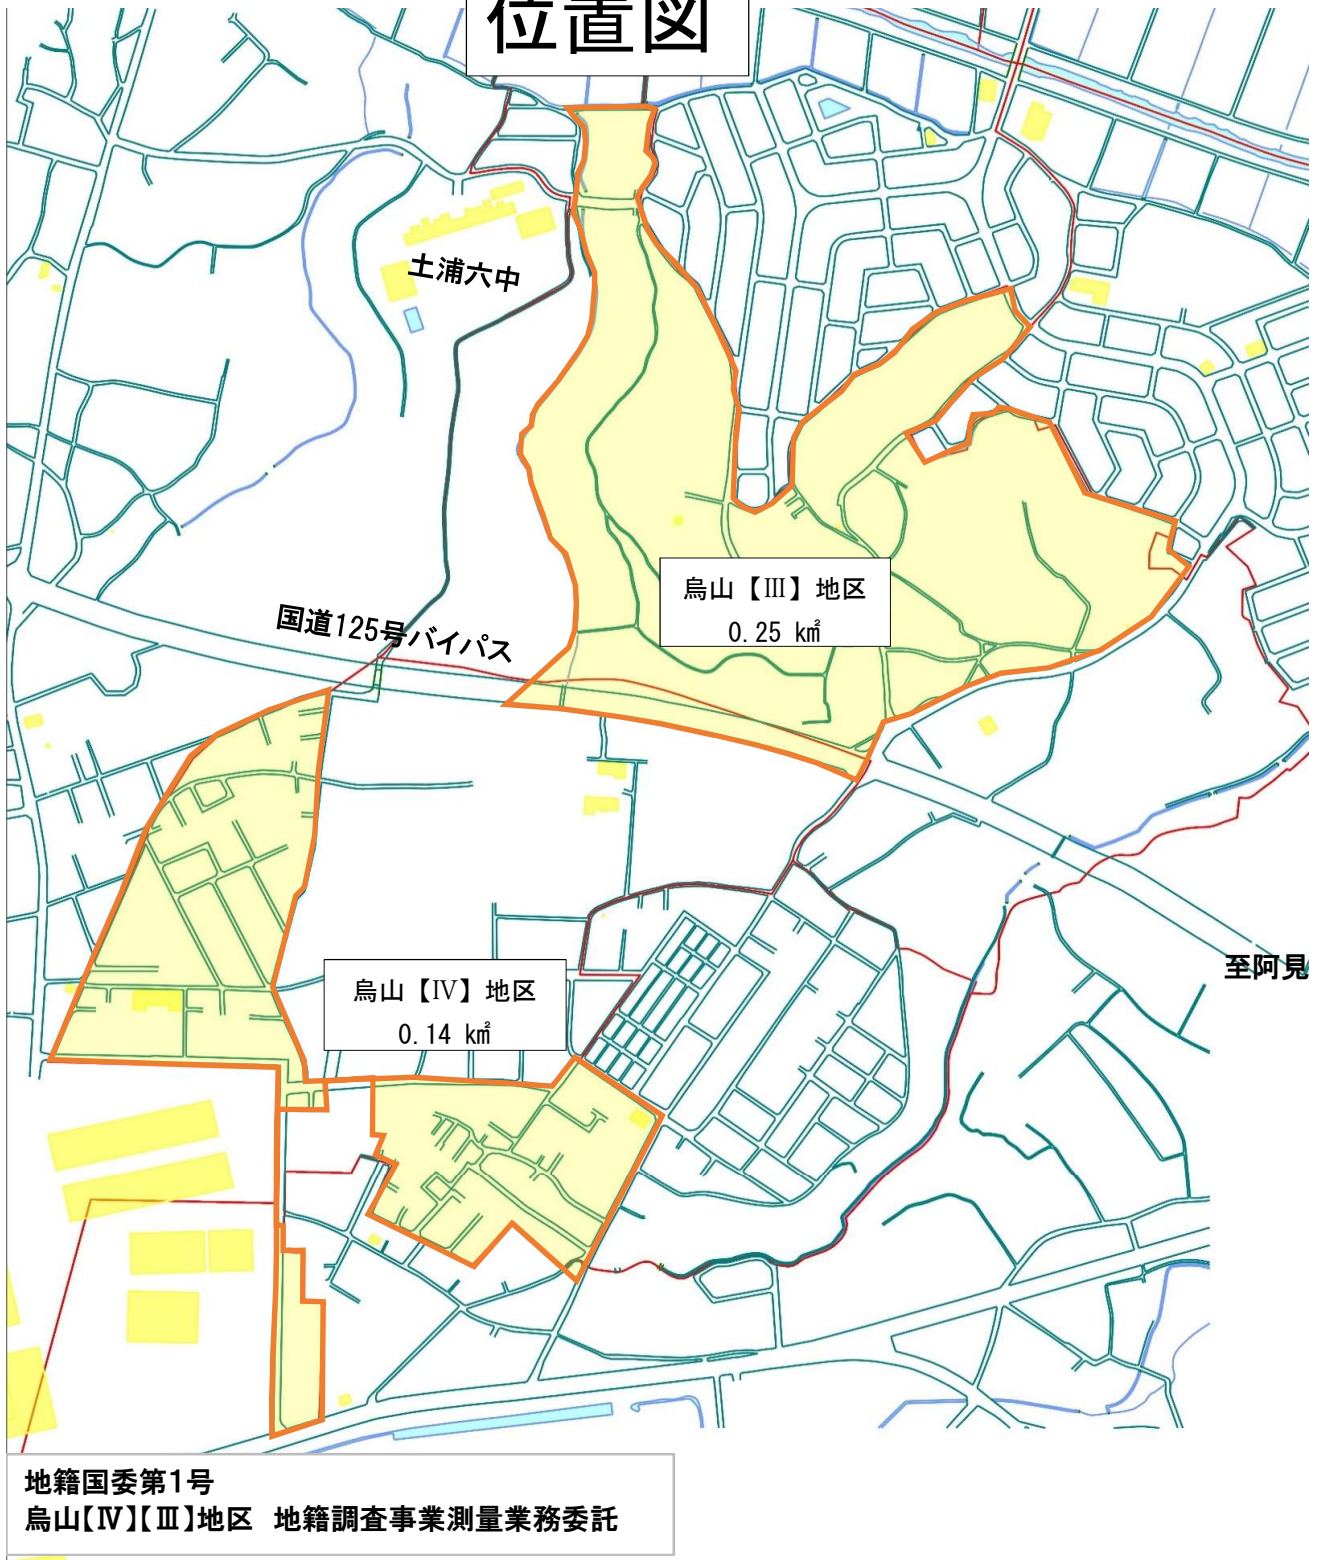 位置図
土浦六中
烏山【Ⅲ】地区
0.25 ㎢
国道125号バイパス
至阿見
烏山【Ⅳ】地区
0.14 ㎢
地籍国委第1号
烏山【Ⅳ】【Ⅲ】地区 地籍調査事業測量業務委託